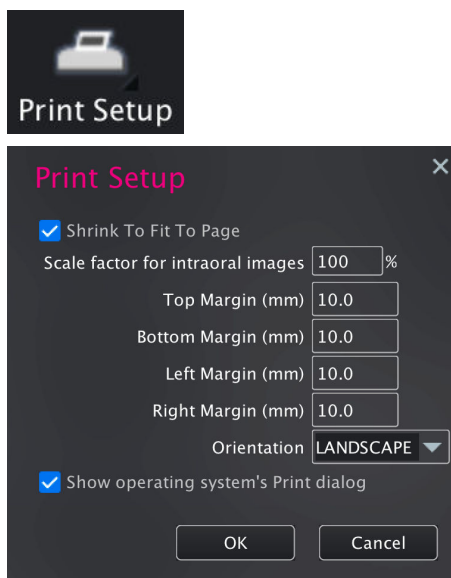 Print Setup
Print Setup
Shrink To Fit To Page
Scale factor for intraoral images 100 %
Top Margin (mm) 10.0
Bottom Margin (mm) 10.0
Left Margin (mm) 10.0
Right Margin (mm) 10.0
Orientation LANDSCAPE
Show operating system's Print dialog
OK Cancel